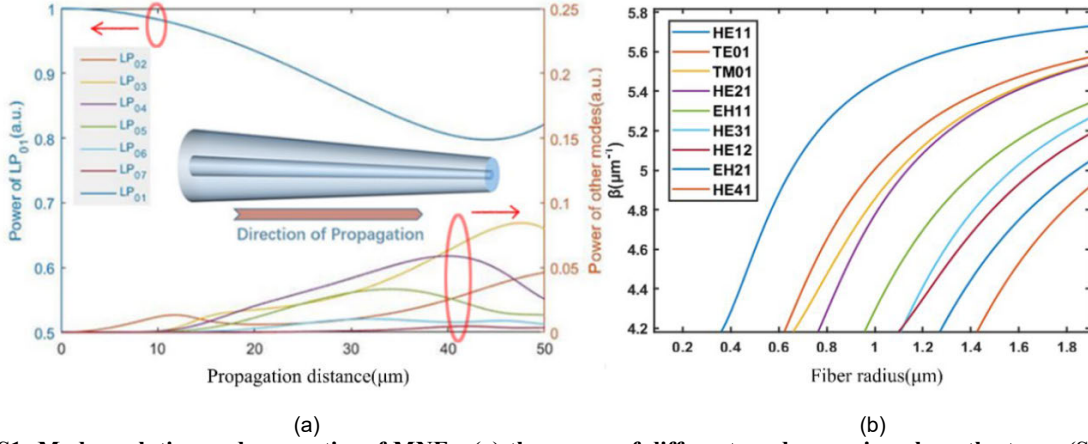 1
0.9
0.8
0.7
0.6
0.5
Power of LP01(a.u.)
0.25
0.2
0.15
0.1
0.05
0
Power of other modes(a.u.)
LP02
LP03
LP04
LP05
LP06
LP07
LP01
Direction of Propagation
0 10 20 30 40 50
Propagation distance(μm)
(a)
5.8
5.6
5.4
5.2
5
4.8
4.6
4.4
4.2
β(μm-1)
HE11
TE01
TM01
HE21
EH11
HE31
HE12
EH21
HE41
0.2 0.4 0.6 0.8 1 1.2 1.4 1.6 1.8
Fiber radius(μm)
(b)